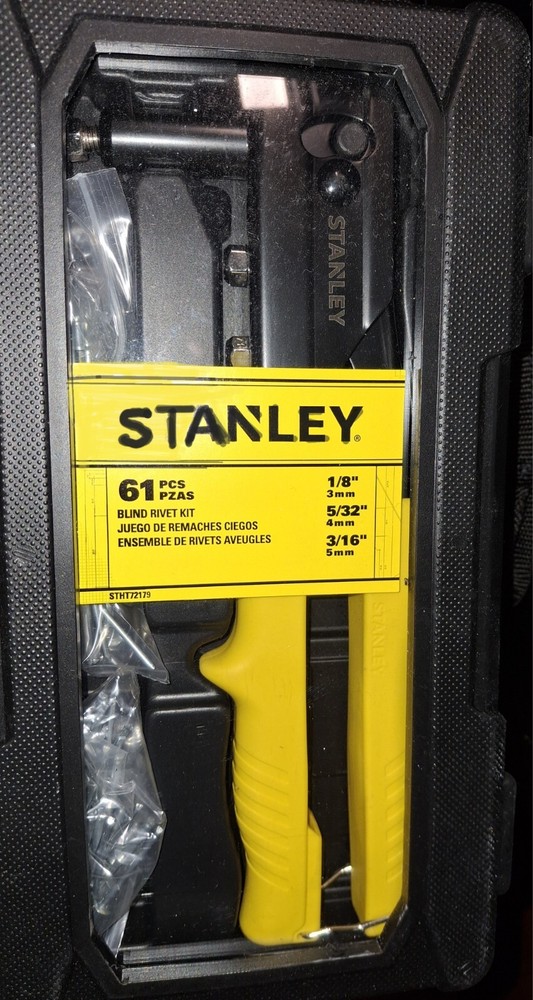 STANLEY
STANLEY®
61 PCS
PZAS
BLIND RIVET KIT
JUEGO DE REMACHES CIEGOS
ENSEMBLE DE RIVETS AVEUGLES
1/8"
3mm
5/32"
4mm
3/16"
5mm
STHT72179
STANLEY